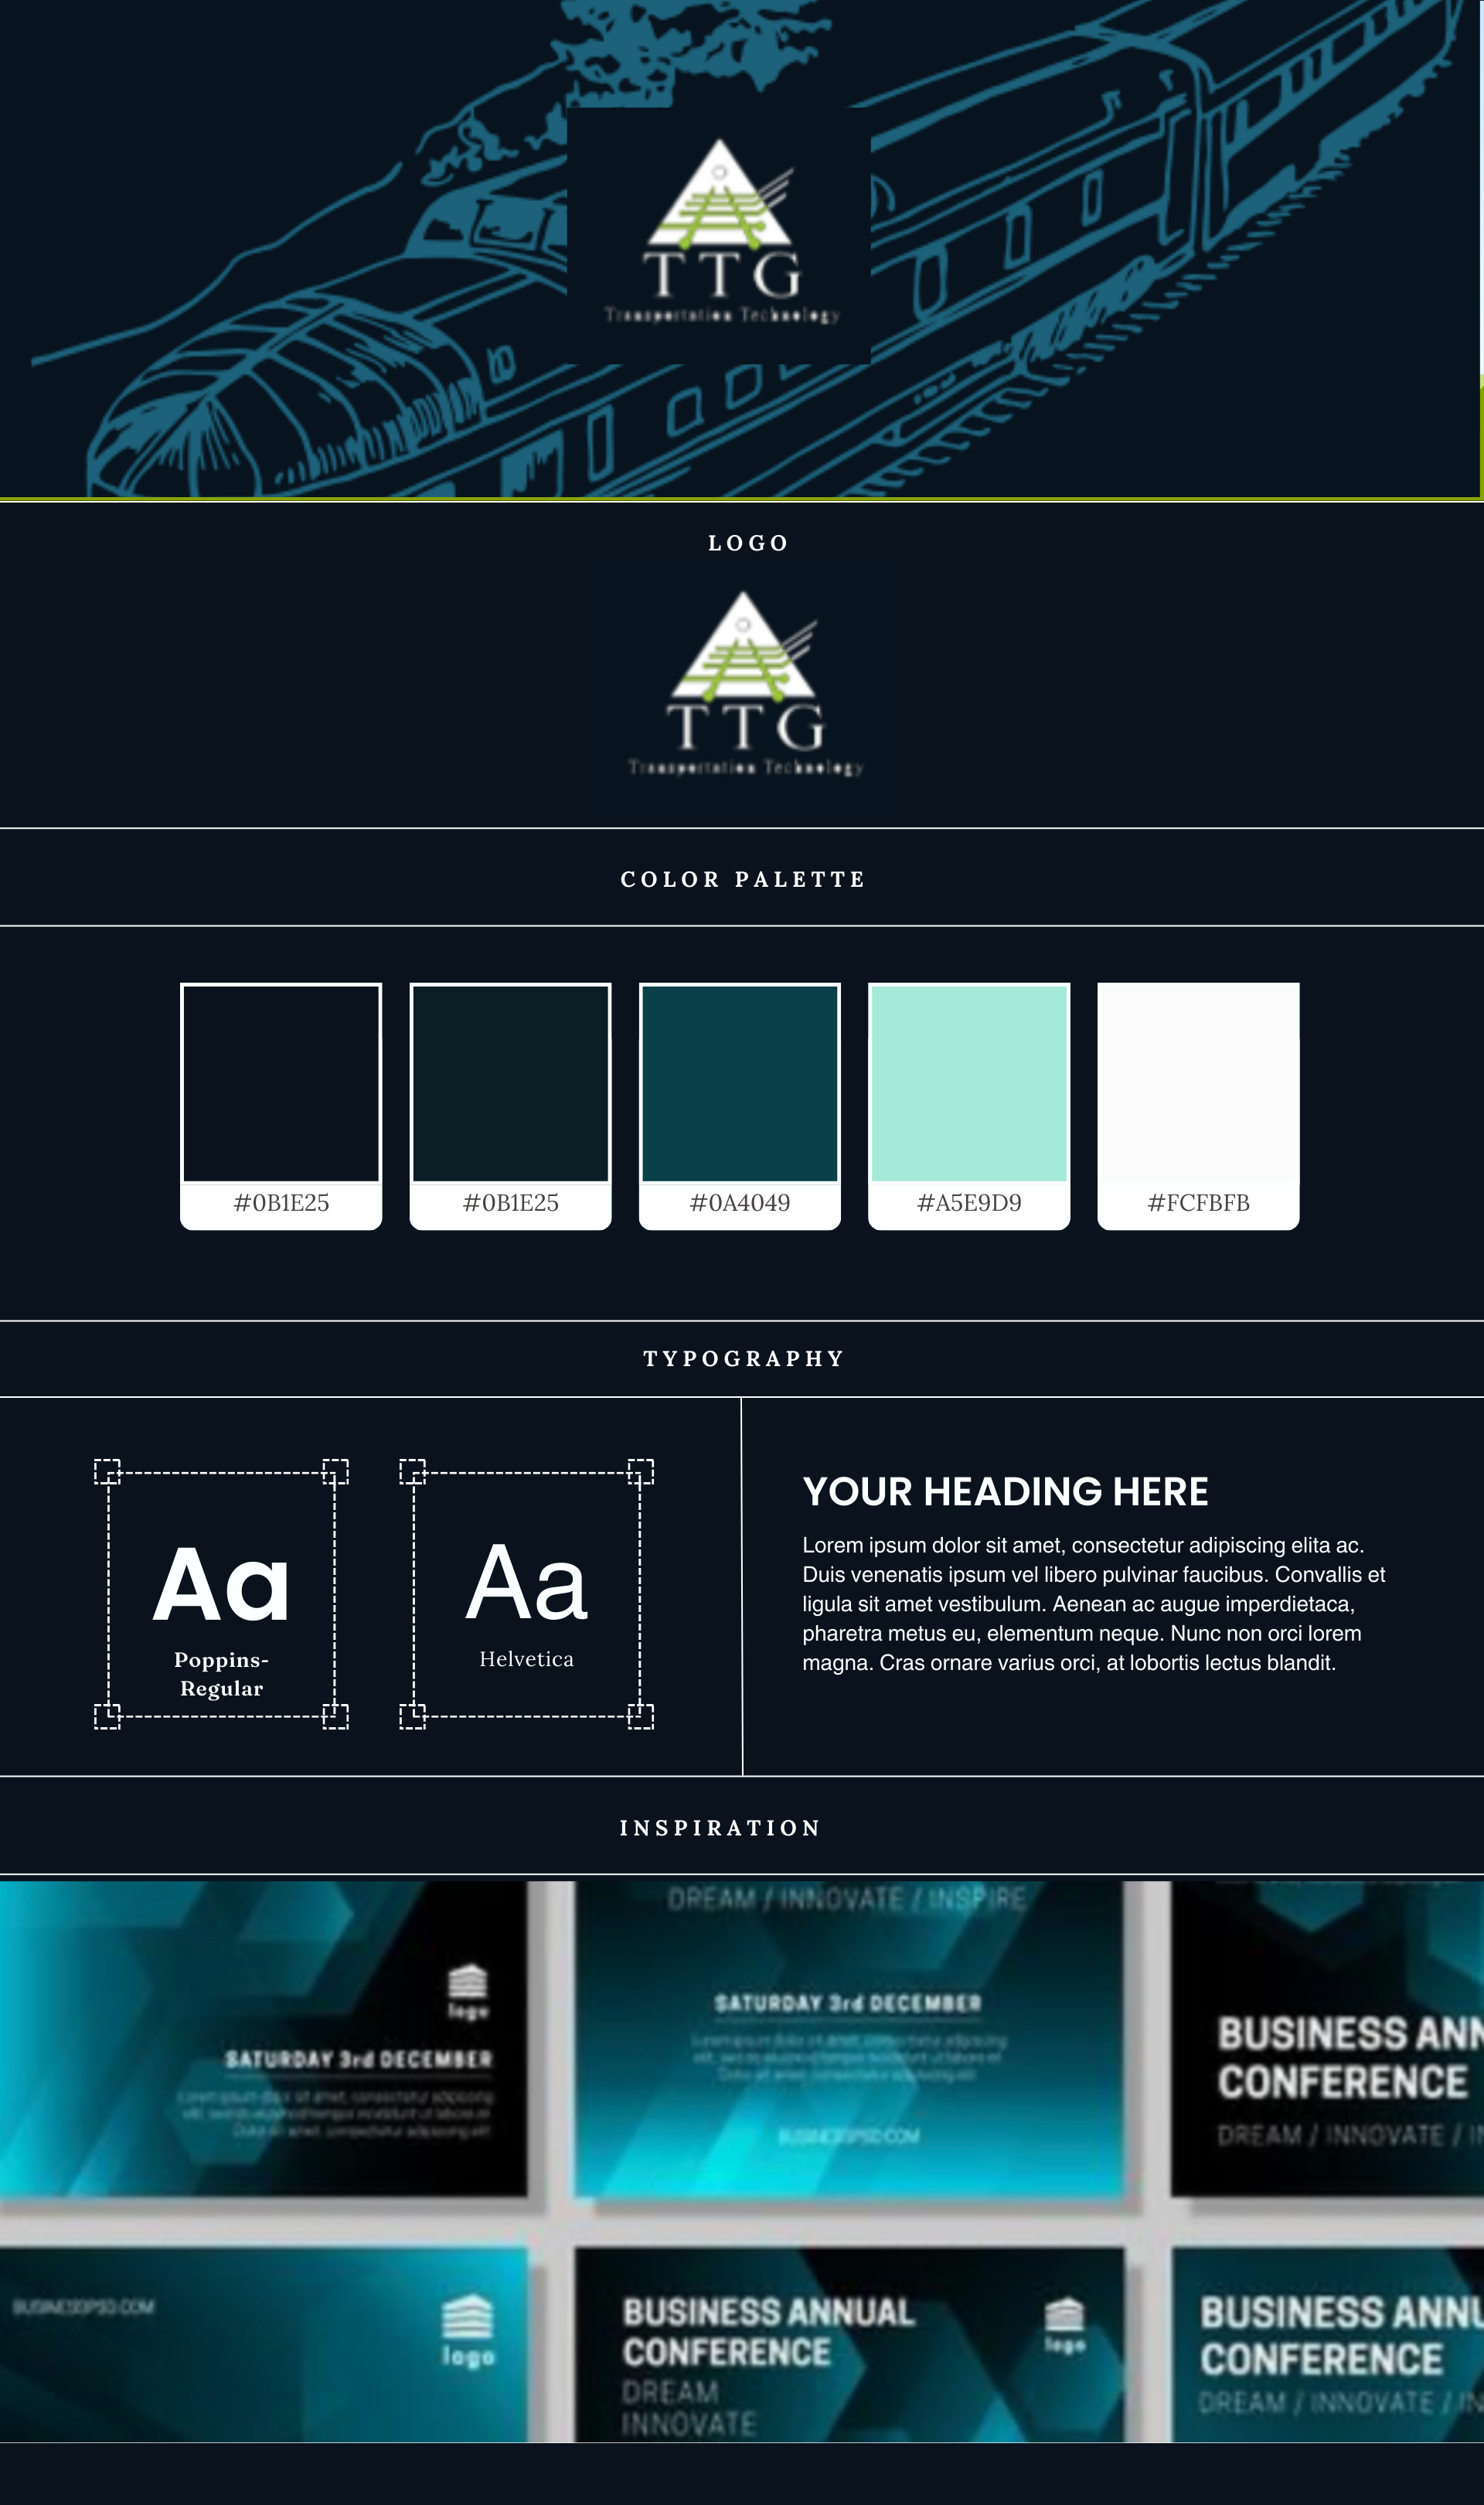 TTG
Transportation Technology
LOGO
TTG
Transportation Technology
COLOR PALETTE
#0B1E25
#0B1E25
#0A4049
#A5E9D9
#FCFBFB
TYPOGRAPHY
Aa
Poppins-
Regular
Aa
Helvetica
YOUR HEADING HERE
Lorem ipsum dolor sit amet, consectetur adipiscing elita ac.
Duis venenatis ipsum vel libero pulvinar faucibus. Convallis et
ligula sit amet vestibulum. Aenean ac augue imperdietaca,
pharetra metus eu, elementum neque. Nunc non orci lorem
magna. Cras ornare varius orci, at lobortis lectus blandit.
INSPIRATION
logo
SATURDAY 3rd DECEMBER
DREAM / INNOVATE / INSPIRE
SATURDAY 3rd DECEMBER
BUSINESSPSD.COM
BUSINESS ANN
CONFERENCE
DREAM / INNOVATE / IN
BUSINESSPSD.COM
logo
BUSINESS ANNUAL
CONFERENCE
DREAM
INNOVATE
logo
BUSINESS ANNU
CONFERENCE
DREAM / INNOVATE / IN